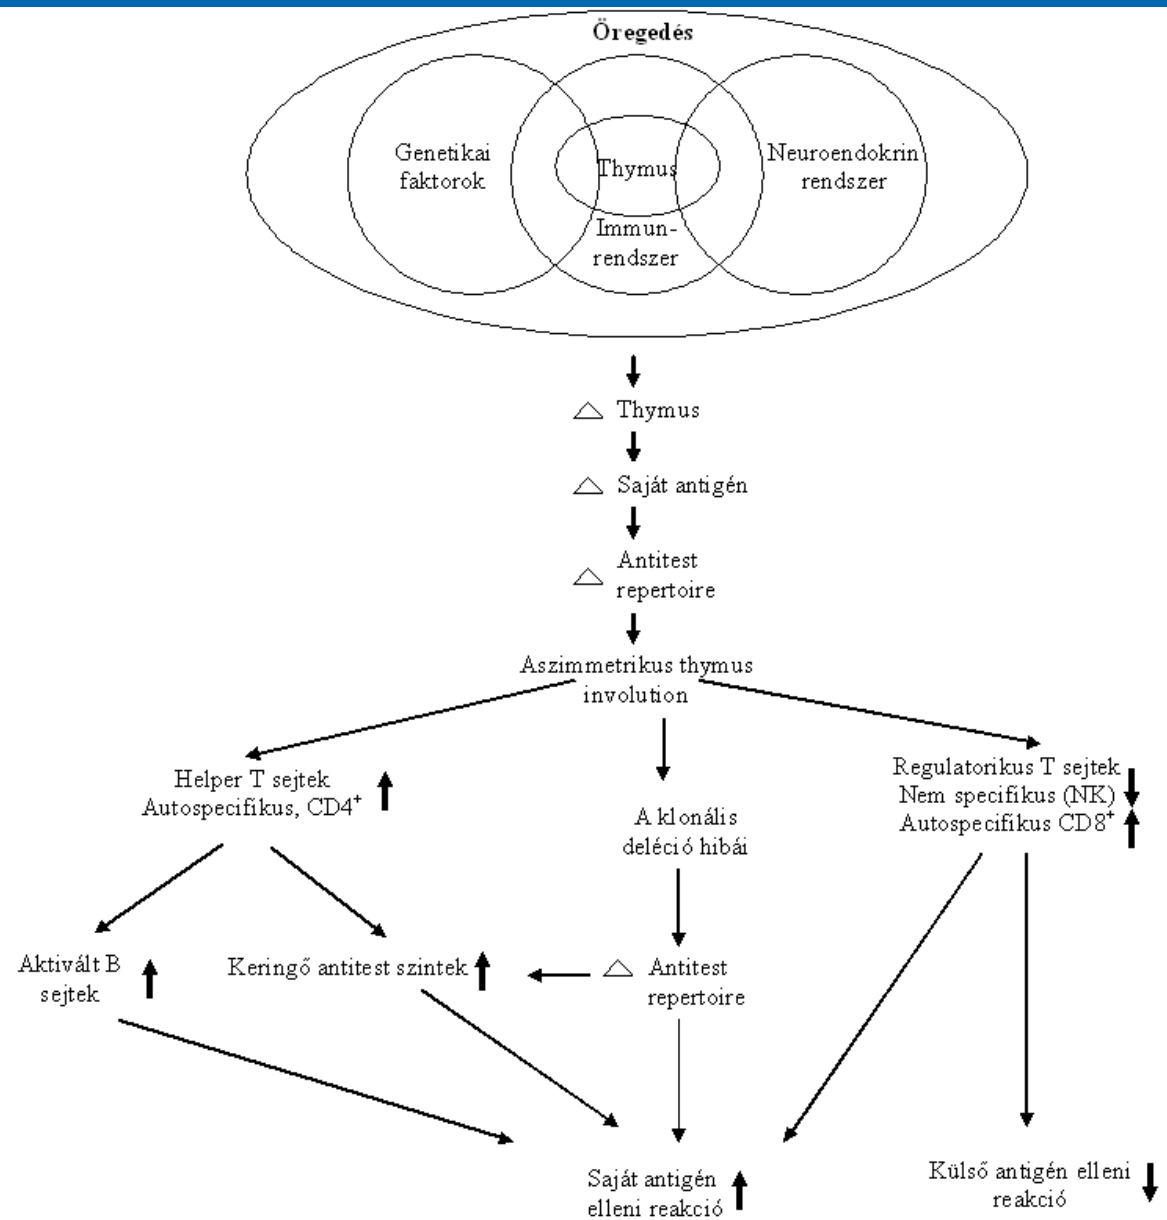 Öregedés
Genetikai
faktorok
Thymus
Neuroendokrin
rendszer
Immun-
rendszer
△ Thymus
△ Saját antigén
△ Antitest
repertoire
Aszimmetrikus thymus
involution
Helper T sejtek
Autospecifikus, CD4⁺
A klonális
deléció hibái
Regulatorikus T sejtek
Nem specifikus (NK)
Autospecifikus CD8⁺
Aktivált B
sejtek
Keringő antitest szintek
△ Antitest
repertoire
Saját antigén
elleni reakció
Külső antigén elleni
reakció